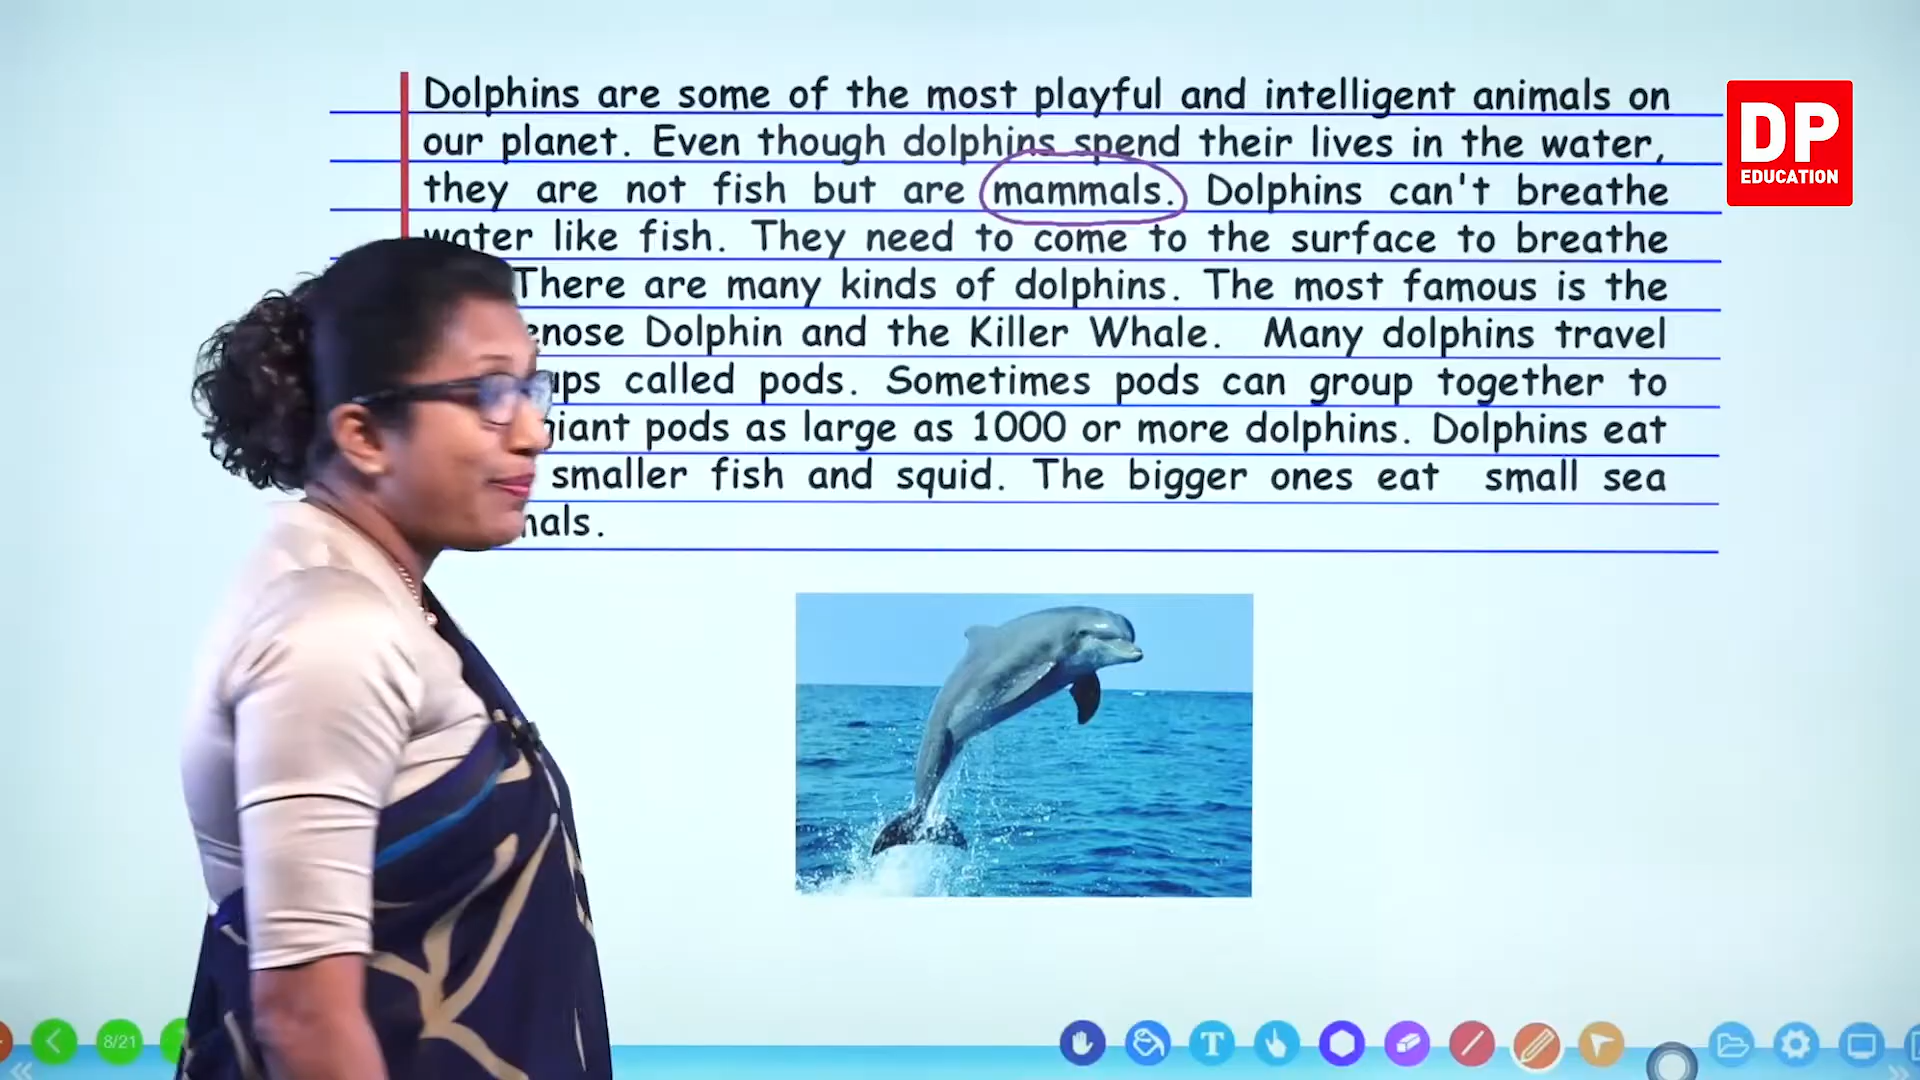 Dolphins are some of the most playful and intelligent animals on
our planet. Even though dolphins spend their lives in the water,
they are not fish but are mammals. Dolphins can't breathe
water like fish. They need to come to the surface to breathe
There are many kinds of dolphins. The most famous is the
Dolphin and the Killer Whale. Many dolphins travel
called pods. Sometimes pods can group together to
giant pods as large as 1000 or more dolphins. Dolphins eat
smaller fish and squid. The bigger ones eat small sea
DP
EDUCATION
8/21
T